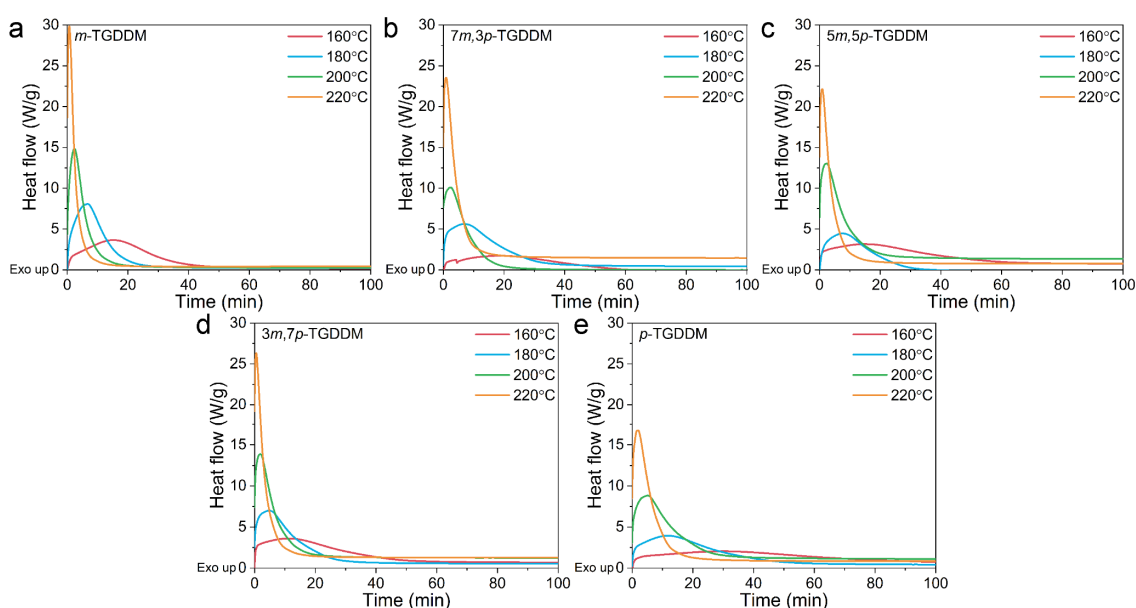 a
m-TGDDM
160°C
180°C
200°C
220°C
Heat flow (W/g)
30
25
20
15
10
5
0
Exo up
0 20 40 60 80 100
Time (min)
b
7m,3p-TGDDM
160°C
180°C
200°C
220°C
Heat flow (W/g)
30
25
20
15
10
5
0
Exo up
0 20 40 60 80 100
Time (min)
c
5m,5p-TGDDM
160°C
180°C
200°C
220°C
Heat flow (W/g)
30
25
20
15
10
5
0
Exo up
0 20 40 60 80 100
Time (min)
d
3m,7p-TGDDM
160°C
180°C
200°C
220°C
Heat flow (W/g)
30
25
20
15
10
5
0
Exo up
0 20 40 60 80 100
Time (min)
e
p-TGDDM
160°C
180°C
200°C
220°C
Heat flow (W/g)
30
25
20
15
10
5
0
Exo up
0 20 40 60 80 100
Time (min)